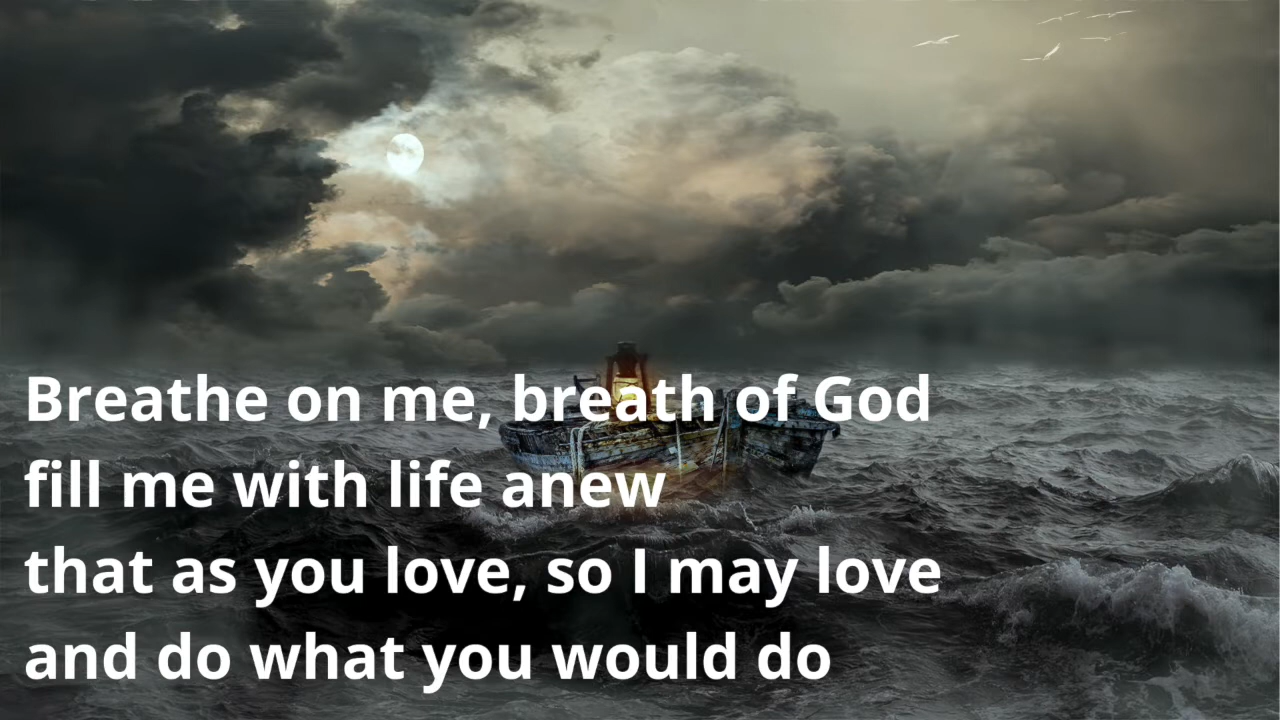 Breathe on me, breath of God
fill me with life anew
that as you love, so I may love
and do what you would do